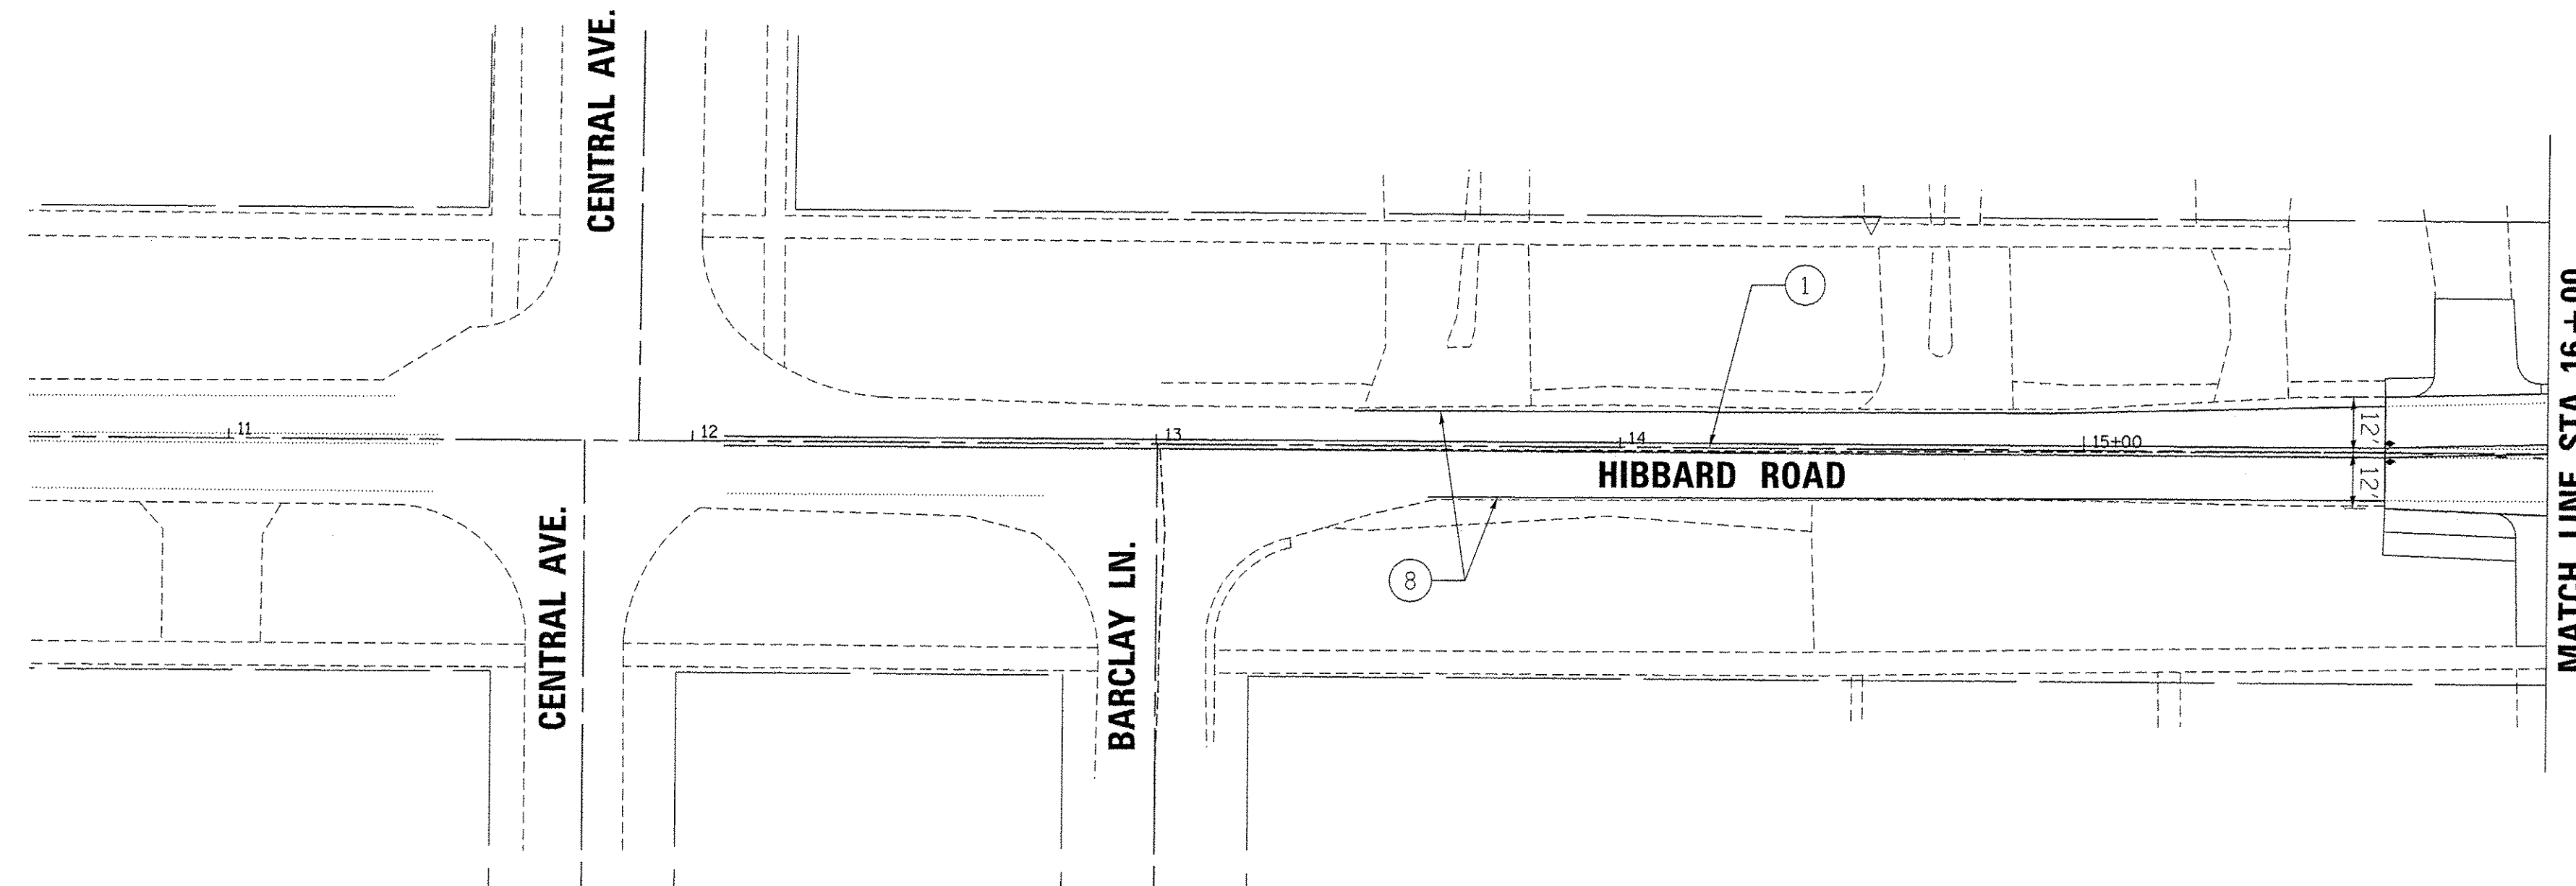 CENTRAL AVE.
1
11
12
13
14
15+00
12'
12'
HIBBARD ROAD
8
CENTRAL AVE.
BARCLAY LN.
MATCH LINE STA 16+00